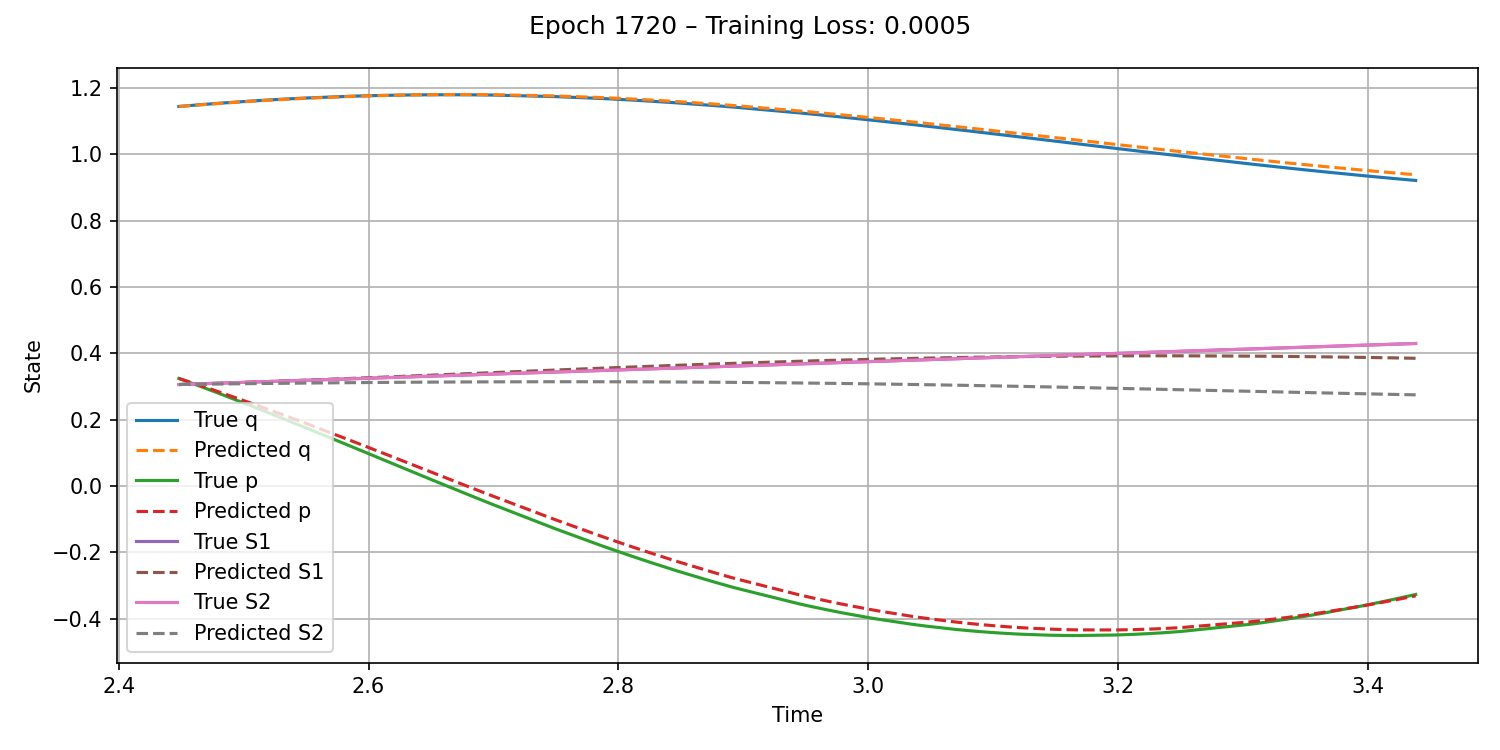 Epoch 1720 – Training Loss: 0.0005
State
1.2
1.0
0.8
0.6
0.4
0.2
0.0
−0.2
−0.4
True q
Predicted q
True p
Predicted p
True S1
Predicted S1
True S2
Predicted S2
2.4 2.6 2.8 3.0 3.2 3.4
Time